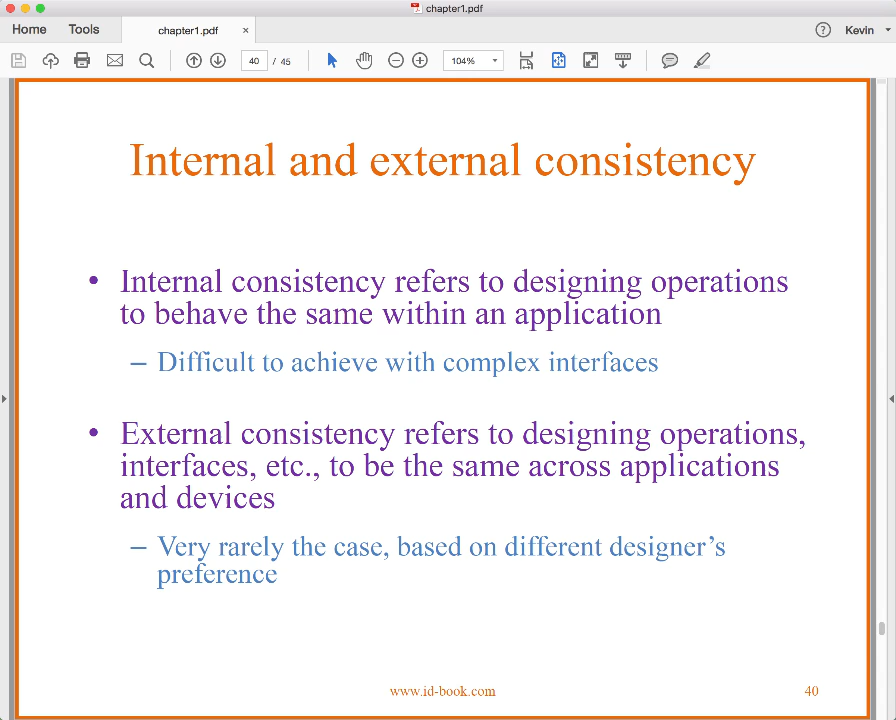 chapter1.pdf
Home Tools chapter1.pdf × ? Kevin
40 / 45 104%
Internal and external consistency
• Internal consistency refers to designing operations
to behave the same within an application
– Difficult to achieve with complex interfaces
• External consistency refers to designing operations,
interfaces, etc., to be the same across applications
and devices
– Very rarely the case, based on different designer’s
preference
www.id-book.com 40